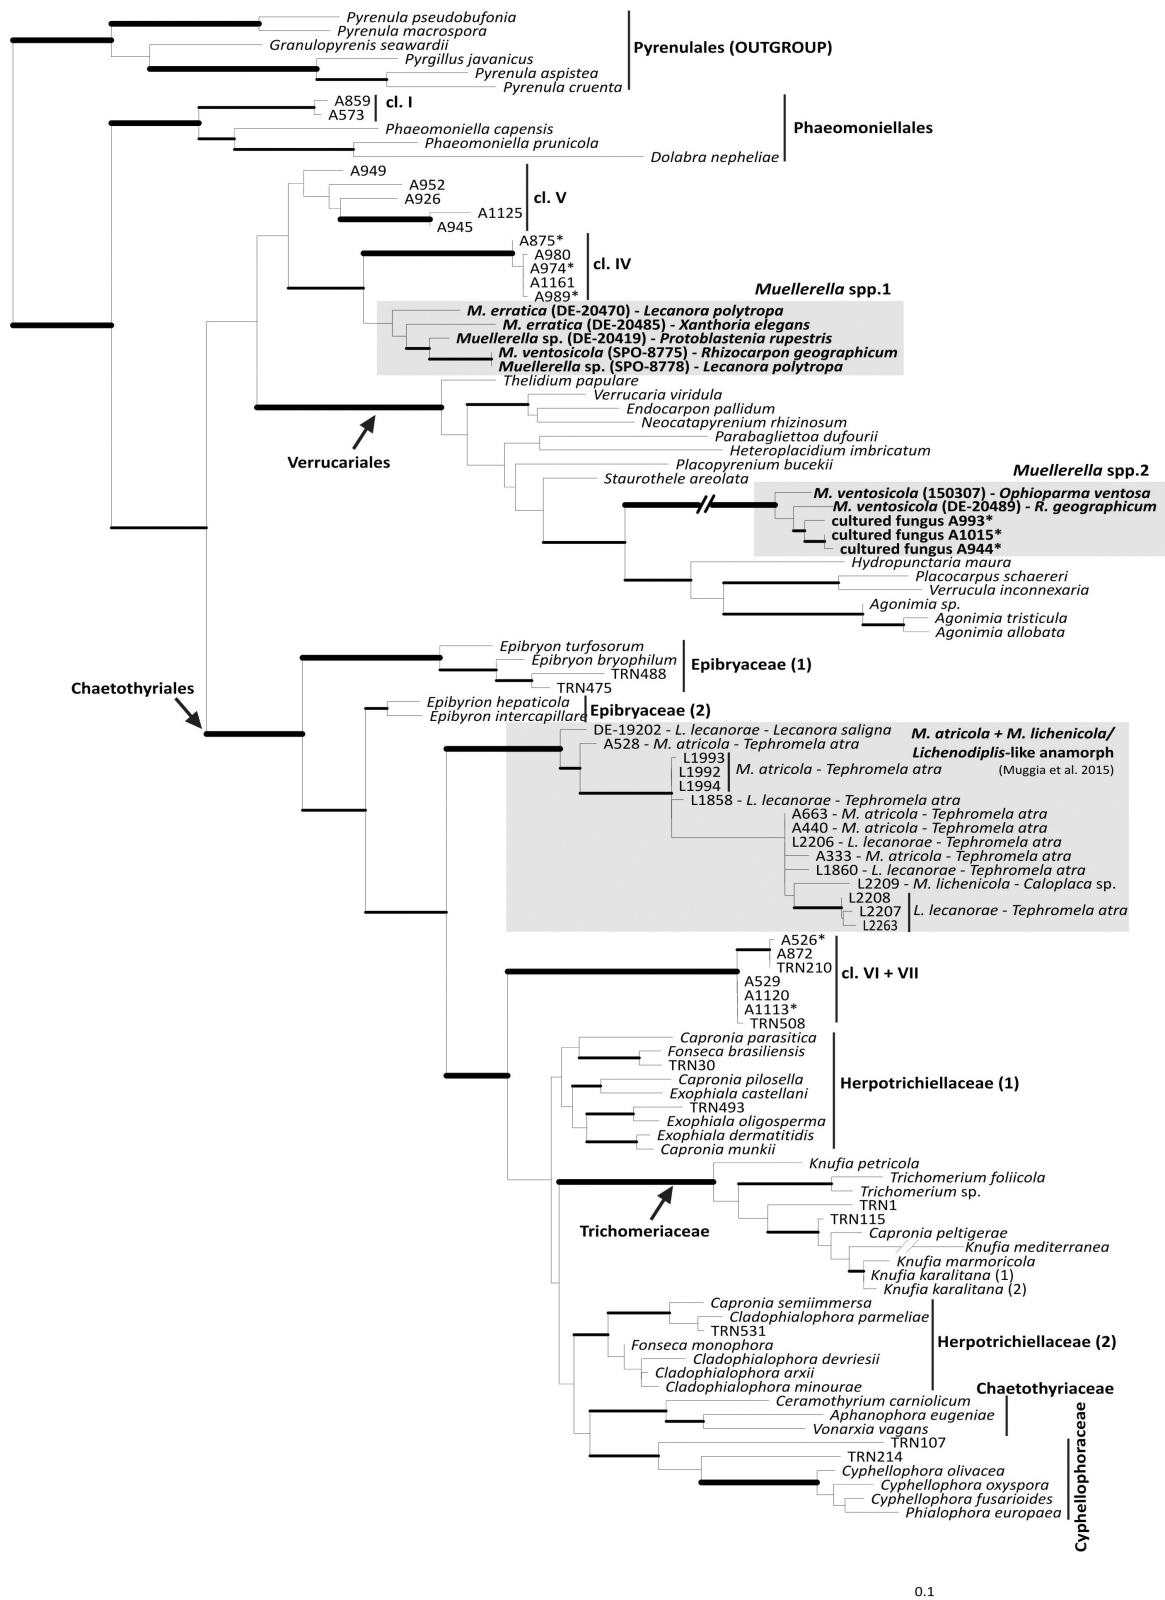 Pyrenula pseudobufonia
Pyrenula macrospora
Granulopyrenis seawardii
Pyrgillus javanicus
Pyrenula aspistea
Pyrenula cruenta
Pyrenulales (OUTGROUP)
A859
A573
cl. I
Phaeomoniella capensis
Phaeomoniella prunicola
Dolabra nepheliae
Phaeomoniellales
A949
A952
A926
A1125
A945
cl. V
A875*
A980
A974*
A1161
A989*
cl. IV
Muellerella spp.1
M. erratica (DE-20470) - Lecanora polytropa
M. erratica (DE-20485) - Xanthoria elegans
Muellerella sp. (DE-20419) - Protoblastenia rupestris
M. ventosicola (SPO-8775) - Rhizocarpon geographicum
Muellerella sp. (SPO-8778) - Lecanora polytropa
Thelidium papulare
Verrucaria viridula
Endocarpon pallidum
Neocatapyrenium rhizinosum
Parabagliettoa dufourii
Heteroplacidium imbricatum
Placopyrenium bucekii
Staurothele areolata
Verrucariales
Muellerella spp.2
M. ventosicola (150307) - Ophioparma ventosa
M. ventosicola (DE-20489) - R. geographicum
cultured fungus A993*
cultured fungus A1015*
cultured fungus A944*
Hydropunctaria maura
Placocarpus schaereri
Verrucula inconnexaria
Agonimia sp.
Agonimia tristicula
Agonimia allobata
Epibryon turfosorum
Epibryon bryophilum
TRN488
TRN475
Epibryaceae (1)
Chaetothyriales
Epibyrion hepaticola
Epibyron intercapillare
Epibryaceae (2)
DE-19202 - L. lecanorae - Lecanora saligna
A528 - M. atricola - Tephromela atra
L1993
L1992
L1994
M. atricola - Tephromela atra
L1858 - L. lecanorae - Tephromela atra
A663 - M. atricola - Tephromela atra
A440 - M. atricola - Tephromela atra
L2206 - L. lecanorae - Tephromela atra
A333 - M. atricola - Tephromela atra
L1860 - L. lecanorae - Tephromela atra
L2209 - M. lichenicola - Caloplaca sp.
L2208
L2207
L2263
L. lecanorae - Tephromela atra
M. atricola + M. lichenicola/
Lichenodiplis-like anamorph
(Muggia et al. 2015)
A526*
A872
TRN210
A529
A1120
A1113*
TRN508
cl. VI + VII
Capronia parasitica
Fonseca brasiliensis
TRN30
Capronia pilosella
Exophiala castellani
TRN493
Exophiala oligosperma
Exophiala dermatitidis
Capronia munkii
Herpotrichiellaceae (1)
Knufia petricola
Trichomerium foliicola
Trichomerium sp.
TRN1
TRN115
Capronia peltigerae
Knufia mediterranea
Knufia marmoricola
Knufia karalitana (1)
Knufia karalitana (2)
Trichomeriaceae
Capronia semiimmersa
Cladophialophora parmeliae
TRN531
Fonseca monophora
Cladophialophora devriesii
Cladophialophora arxii
Cladophialophora minourae
Herpotrichiellaceae (2)
Ceramothyrium carniolicum
Aphanophora eugeniae
Vonarxia vagans
Chaetothyriaceae
TRN107
TRN214
Cyphellophora olivacea
Cyphellophora oxyspora
Cyphellophora fusarioides
Phialophora europaea
Cyphellophoraceae
0.1